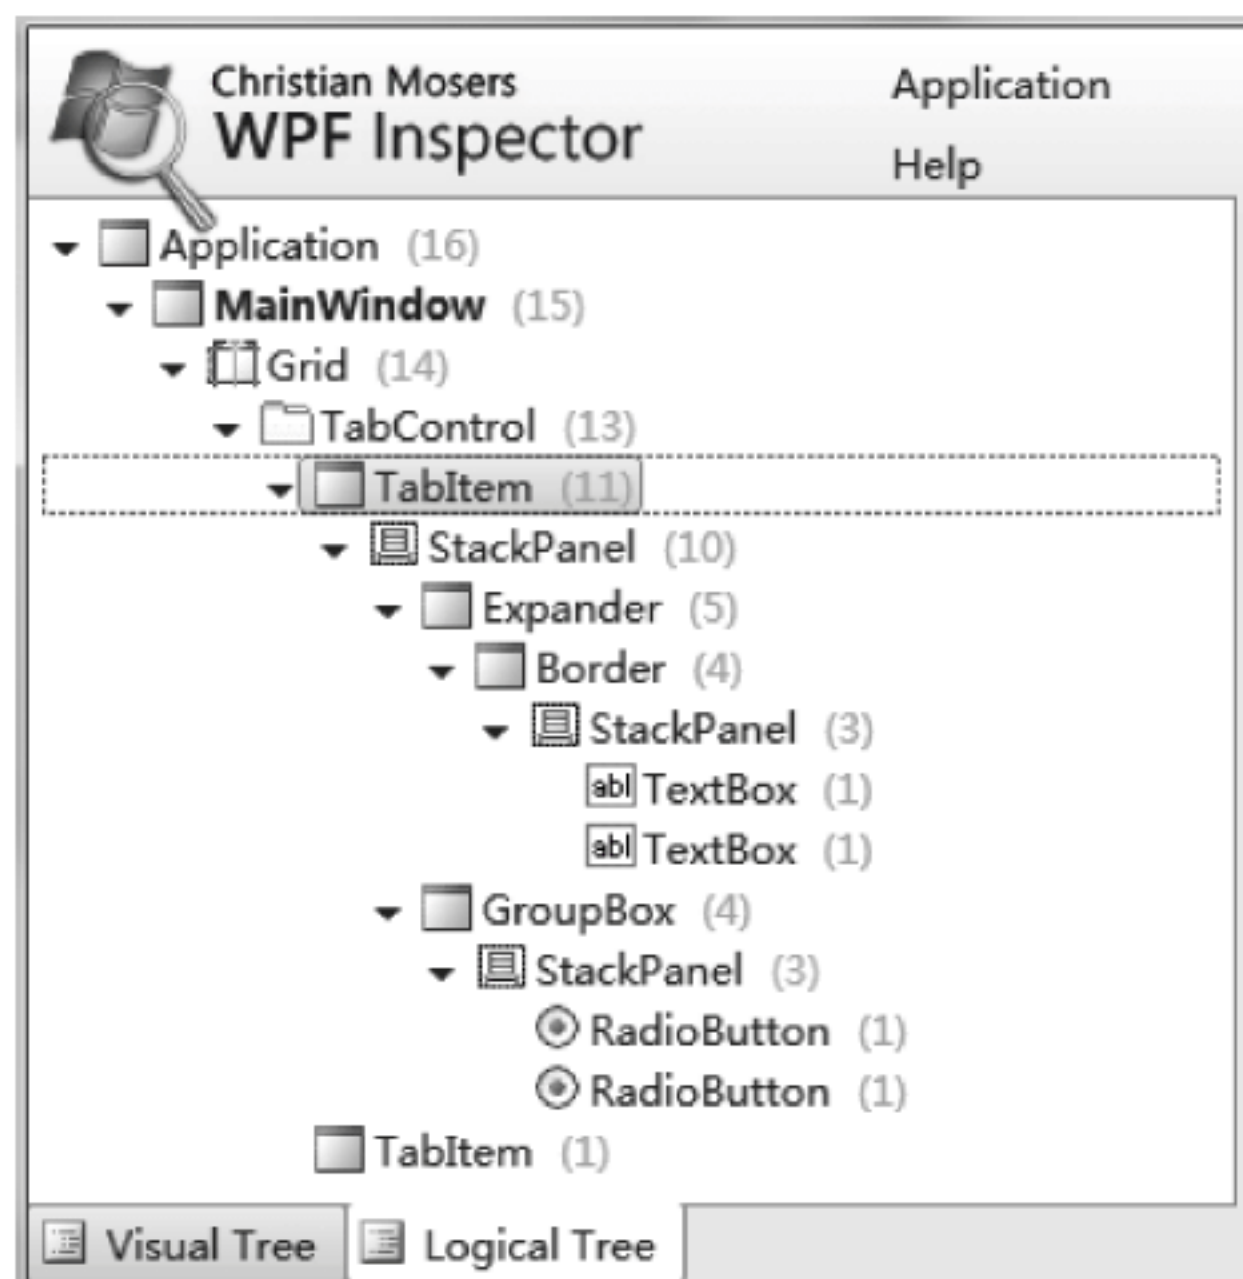 Christian Mosers
WPF Inspector
Application
Help
Application (16)
MainWindow (15)
Grid (14)
TabControl (13)
TabItem (11)
StackPanel (10)
Expander (5)
Border (4)
StackPanel (3)
abl TextBox (1)
abl TextBox (1)
GroupBox (4)
StackPanel (3)
RadioButton (1)
RadioButton (1)
TabItem (1)
Visual Tree Logical Tree